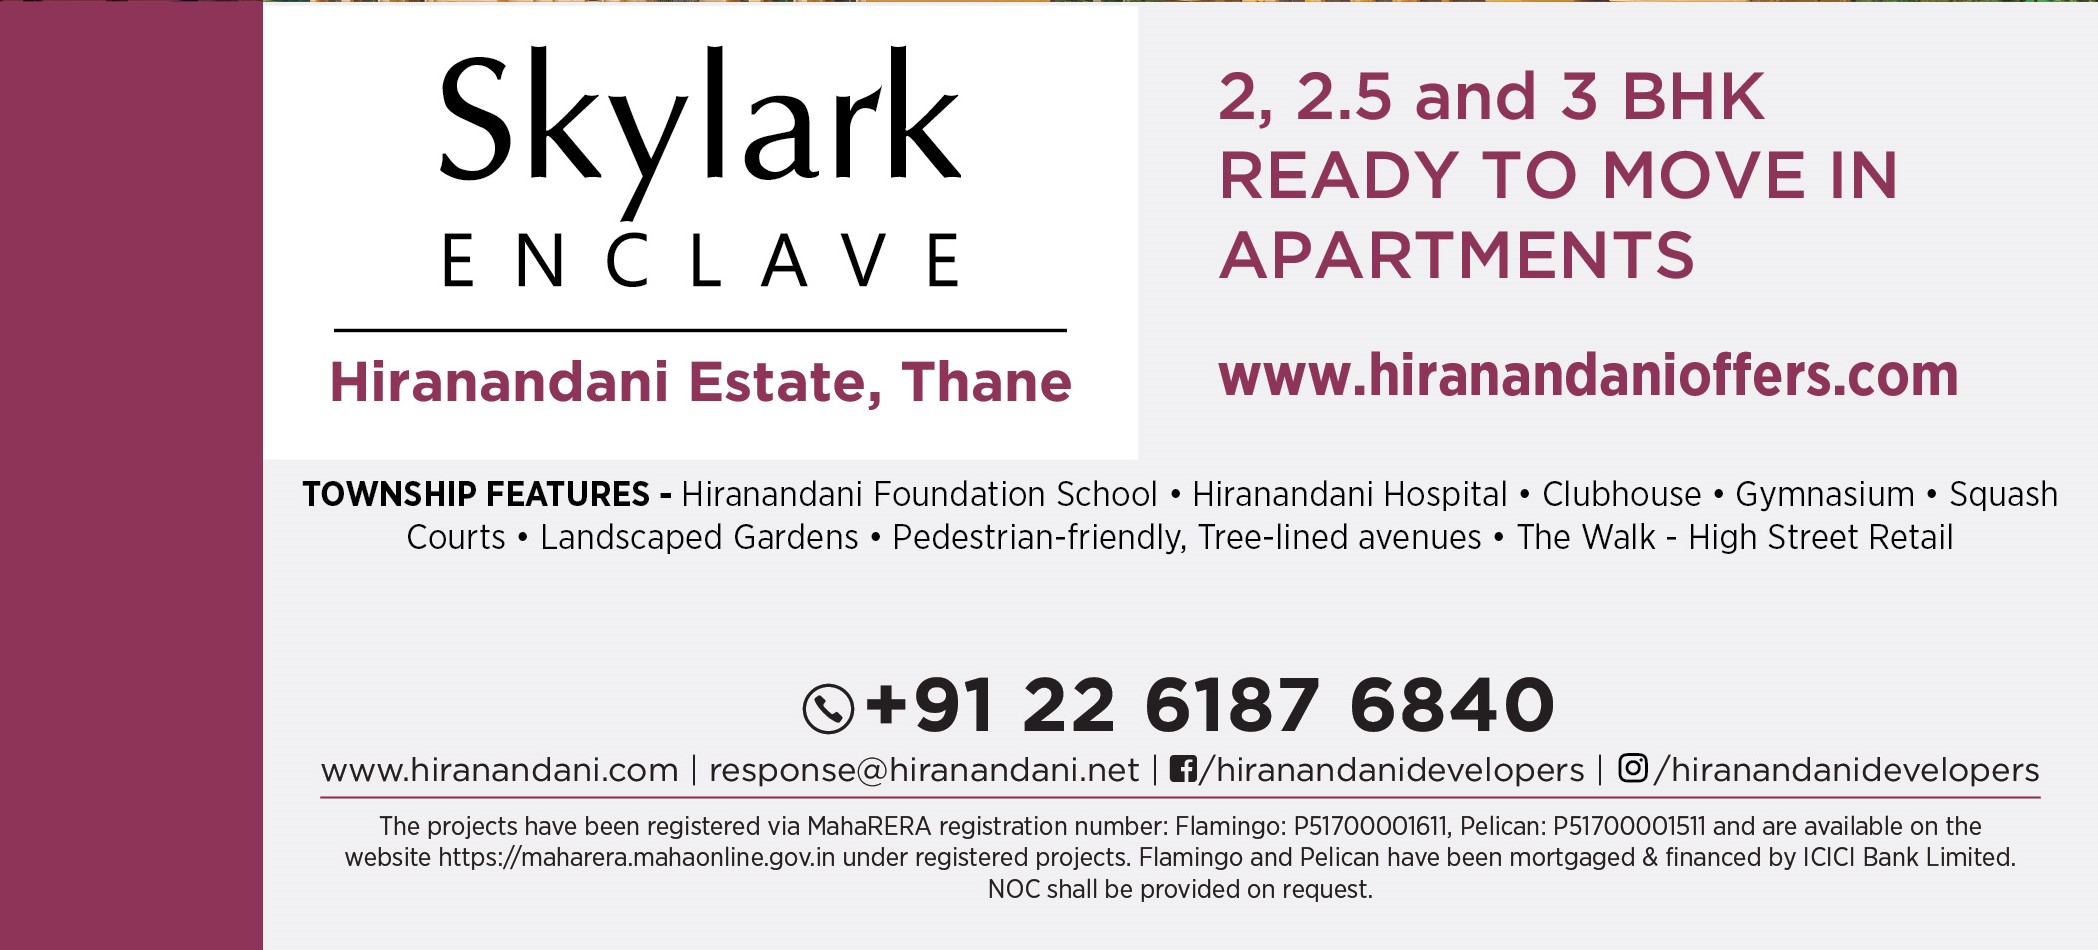 Skylark
ENCLAVE
Hiranandani Estate, Thane
2, 2.5 and 3 BHK
READY TO MOVE IN
APARTMENTS
www.hiranandanioffers.com
TOWNSHIP FEATURES - Hiranandani Foundation School • Hiranandani Hospital • Clubhouse • Gymnasium • Squash
Courts • Landscaped Gardens • Pedestrian-friendly, Tree-lined avenues • The Walk - High Street Retail
+91 22 6187 6840
www.hiranandani.com | response@hiranandani.net | /hiranandanidevelopers | /hiranandanidevelopers
The projects have been registered via MahaRERA registration number: Flamingo: P51700001611, Pelican: P51700001511 and are available on the
website https://maharera.mahaonline.gov.in under registered projects. Flamingo and Pelican have been mortgaged & financed by ICICI Bank Limited.
NOC shall be provided on request.